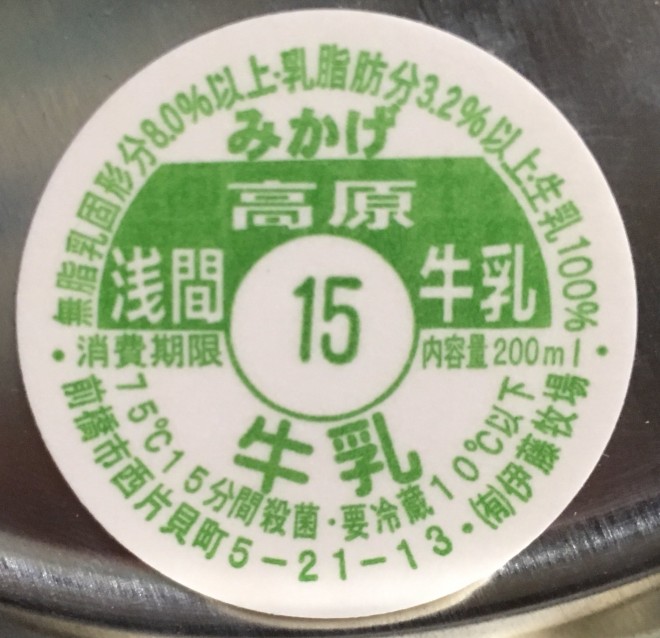 無脂乳固形分8.0%以上・乳脂肪分3.2%以上・生乳100%
みかげ
高原
浅間 牛乳
15
・消費期限 内容量200ml・
牛乳
75℃15分間殺菌・要冷蔵10℃以下
前橋市西片貝町5-21-13・㈲伊藤牧場